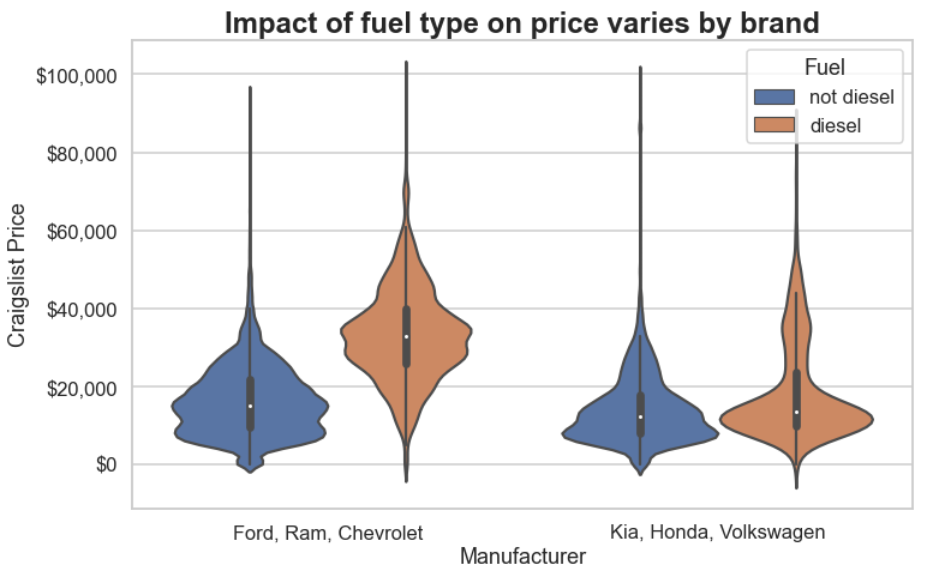 Impact of fuel type on price varies by brand
Fuel
not diesel
diesel
$100,000
$80,000
$60,000
$40,000
$20,000
$0
Craigslist Price
Ford, Ram, Chevrolet
Kia, Honda, Volkswagen
Manufacturer